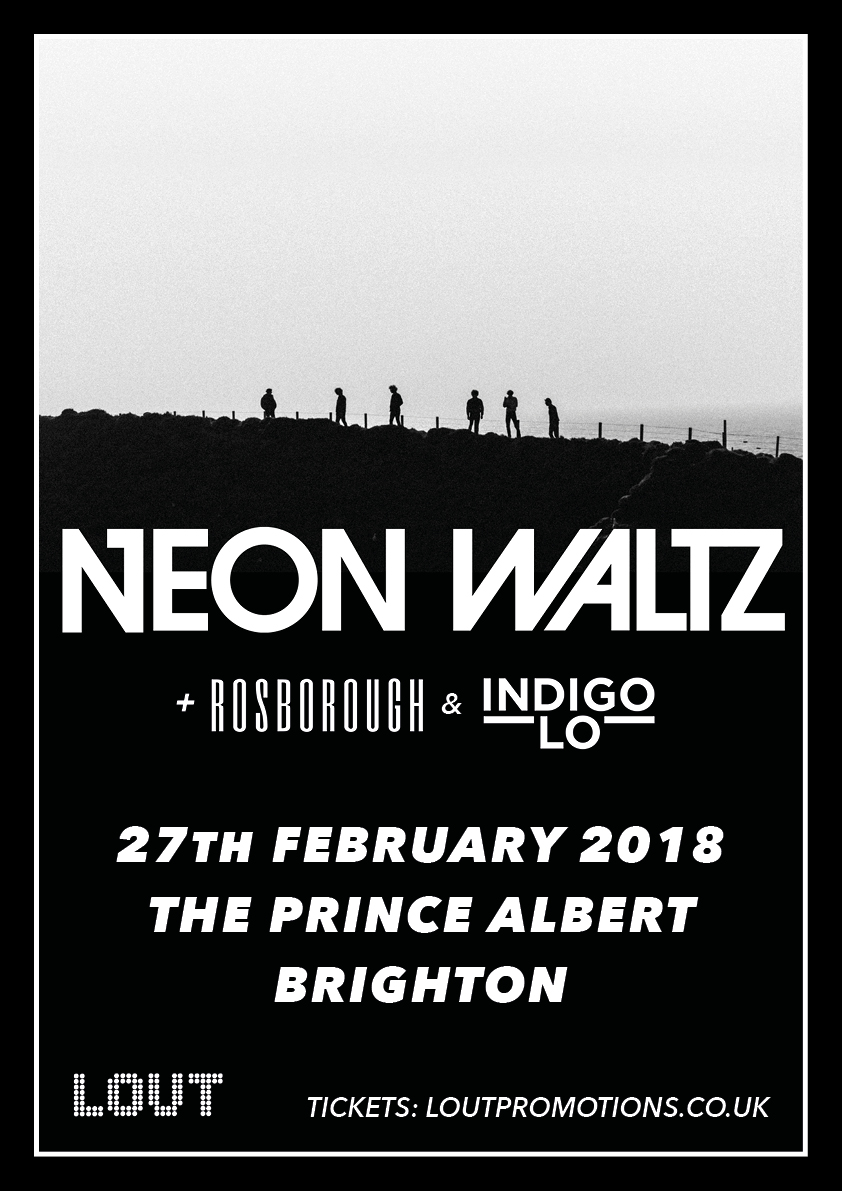 NEON WALTZ
+ ROSBOROUGH & INDIGO LO
27TH FEBRUARY 2018
THE PRINCE ALBERT
BRIGHTON
LOUT
TICKETS: LOUTPROMOTIONS.CO.UK